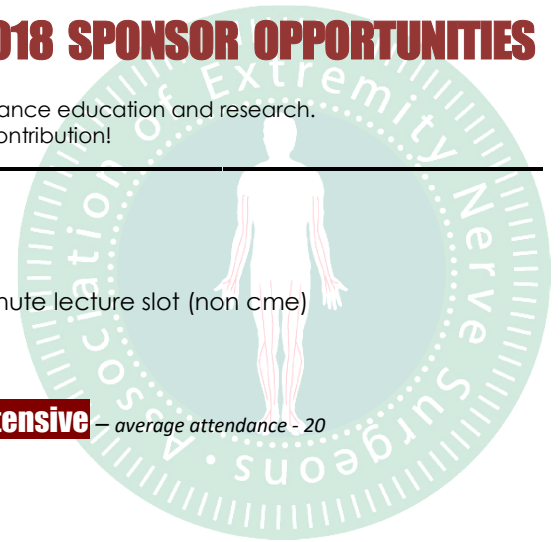 018 SPONSOR OPPORTUNITIES
ance education and research.
ontribution!
nute lecture slot (non cme)
tensive – average attendance - 20
Association of Extremity Nerve Surgeons